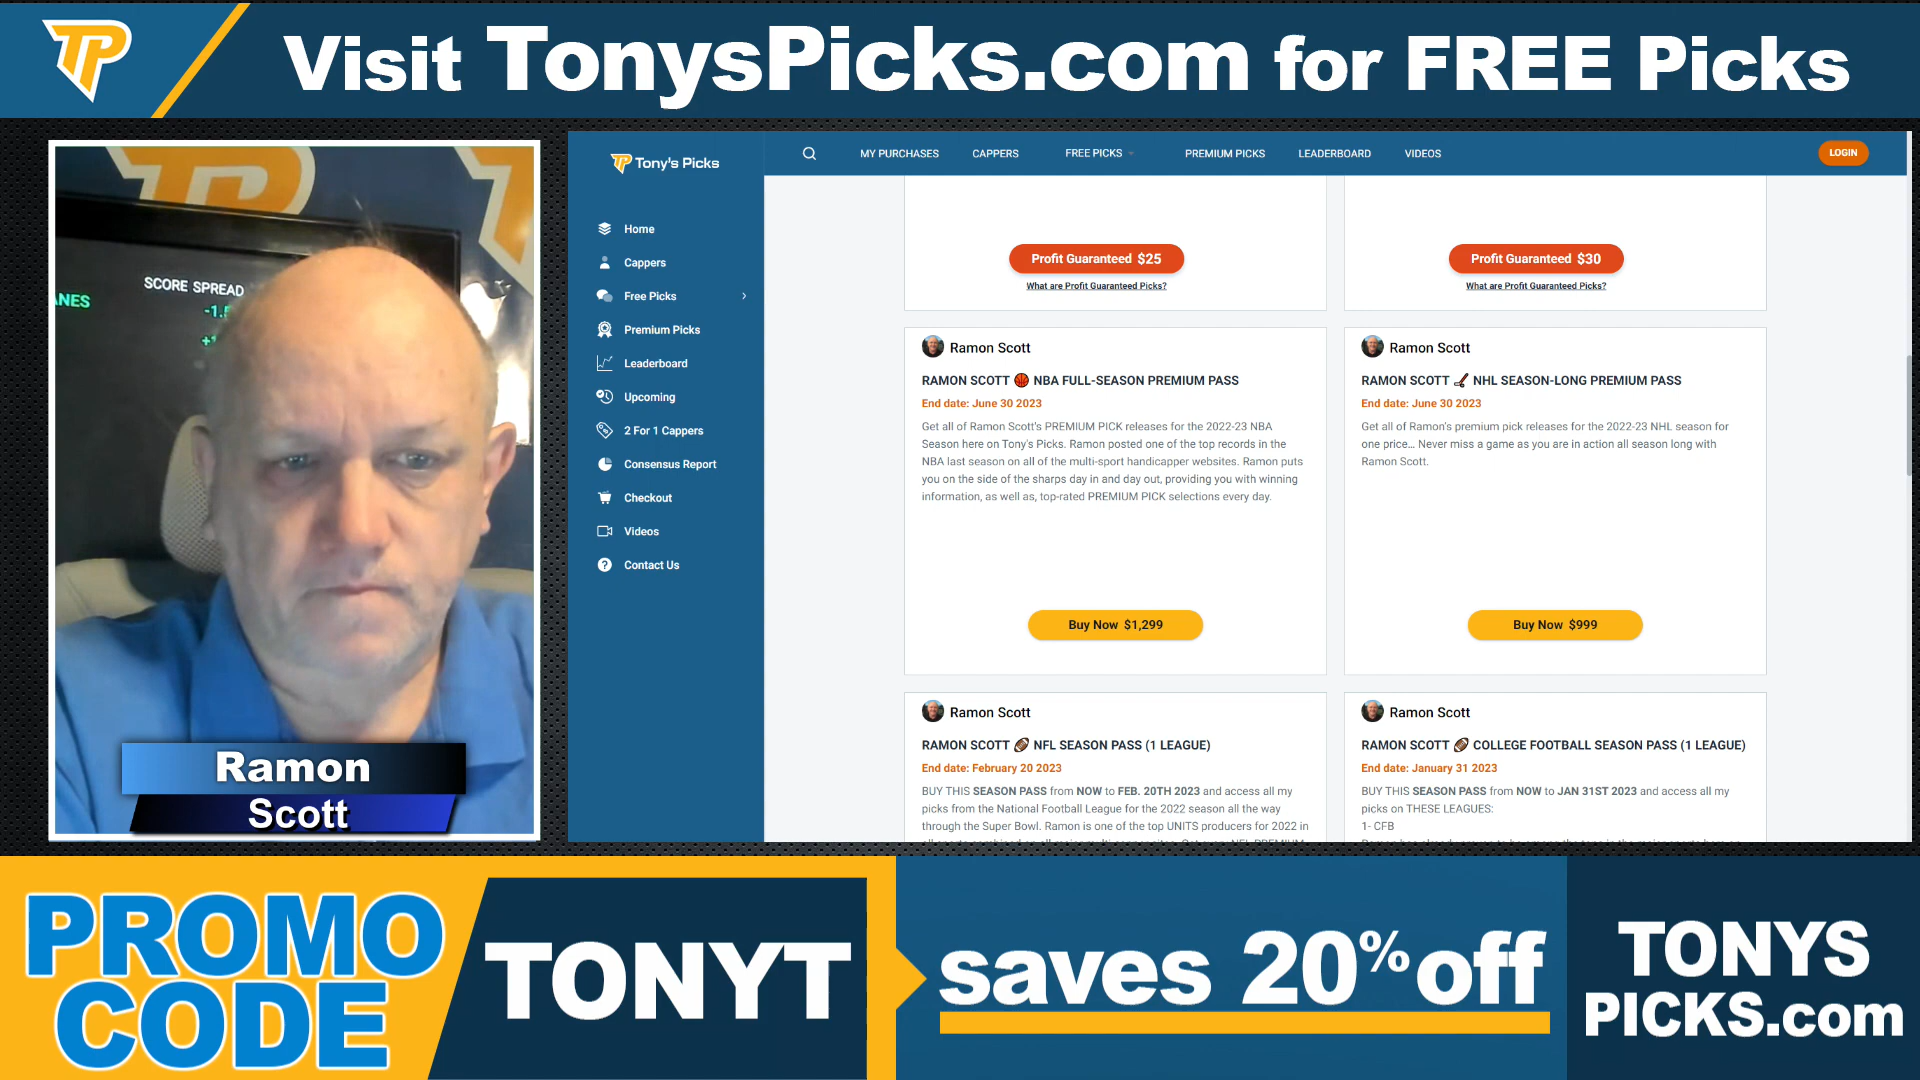 Visit TonysPicks.com for FREE Picks
Tony's Picks
MY PURCHASES
CAPPERS
FREE PICKS
PREMIUM PICKS
LEADERBOARD
VIDEOS
LOGIN
Home
Cappers
Free Picks
Premium Picks
Leaderboard
Upcoming
2 For 1 Cappers
Consensus Report
Checkout
Videos
Contact Us
SCORE SPREAD
Ramon
Scott
Profit Guaranteed $25
What are Profit Guaranteed Picks?
Profit Guaranteed $30
What are Profit Guaranteed Picks?
Ramon Scott
RAMON SCOTT 🏀 NBA FULL-SEASON PREMIUM PASS
End date: June 30 2023
Get all of Ramon Scott's PREMIUM PICK releases for the 2022-23 NBA
Season here on Tony's Picks. Ramon posted one of the top records in the
NBA last season on all of the multi-sport handicapper websites. Ramon puts
you on the side of the sharps day in and day out, providing you with winning
information, as well as, top-rated PREMIUM PICK selections every day.
Buy Now $1,299
Ramon Scott
RAMON SCOTT 🏒 NHL SEASON-LONG PREMIUM PASS
End date: June 30 2023
Get all of Ramon's premium pick releases for the 2022-23 NHL season for
one price... Never miss a game as you are in action all season long with
Ramon Scott.
Buy Now $999
Ramon Scott
RAMON SCOTT 🏈 NFL SEASON PASS (1 LEAGUE)
End date: February 20 2023
BUY THIS SEASON PASS from NOW to FEB. 20TH 2023 and access all my
picks from the National Football League for the 2022 season all the way
through the Super Bowl. Ramon is one of the top UNITS producers for 2022 in
Ramon Scott
RAMON SCOTT 🏈 COLLEGE FOOTBALL SEASON PASS (1 LEAGUE)
End date: January 31 2023
BUY THIS SEASON PASS from NOW to JAN 31ST 2023 and access all my
picks on THESE LEAGUES:
1- CFB
PROMO
CODE
TONYT
saves 20% off
TONYS
PICKS.com